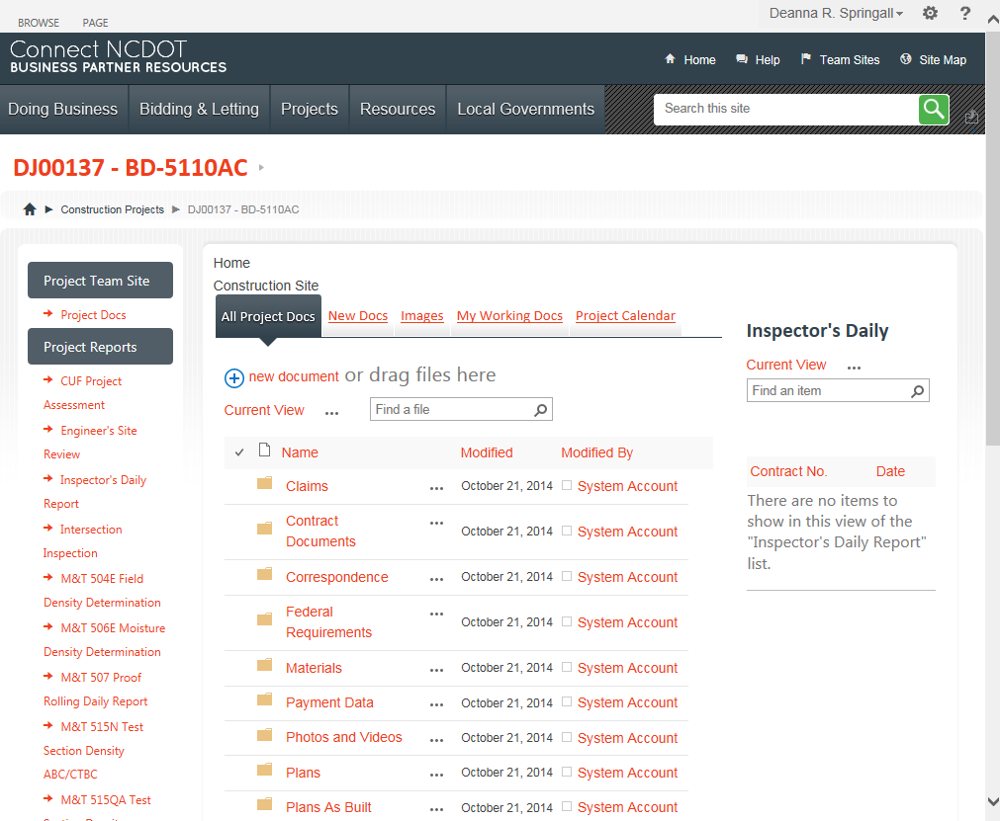 BROWSE PAGE
Deanna R. Springall
?
Connect NCDOT
BUSINESS PARTNER RESOURCES
Home Help Team Sites Site Map
Doing Business Bidding & Letting Projects Resources Local Governments
Search this site
DJ00137 - BD-5110AC
Construction Projects DJ00137 - BD-5110AC
Project Team Site
Project Docs
Project Reports
CUF Project
Assessment
Engineer's Site
Review
Inspector's Daily
Report
Intersection
Inspection
M&T 504E Field
Density Determination
M&T 506E Moisture
Density Determination
M&T 507 Proof
Rolling Daily Report
M&T 515N Test
Section Density
ABC/CTBC
M&T 515QA Test
Home
Construction Site
All Project Docs New Docs Images My Working Docs Project Calendar
new document or drag files here
Current View ... Find a file
Name Modified Modified By
Claims ... October 21, 2014 System Account
Contract
Documents ... October 21, 2014 System Account
Correspondence ... October 21, 2014 System Account
Federal
Requirements ... October 21, 2014 System Account
Materials ... October 21, 2014 System Account
Payment Data ... October 21, 2014 System Account
Photos and Videos ... October 21, 2014 System Account
Plans ... October 21, 2014 System Account
Plans As Built ... October 21, 2014 System Account
Inspector's Daily
Current View ...
Find an item
Contract No. Date
There are no items to
show in this view of the
"Inspector's Daily Report"
list.